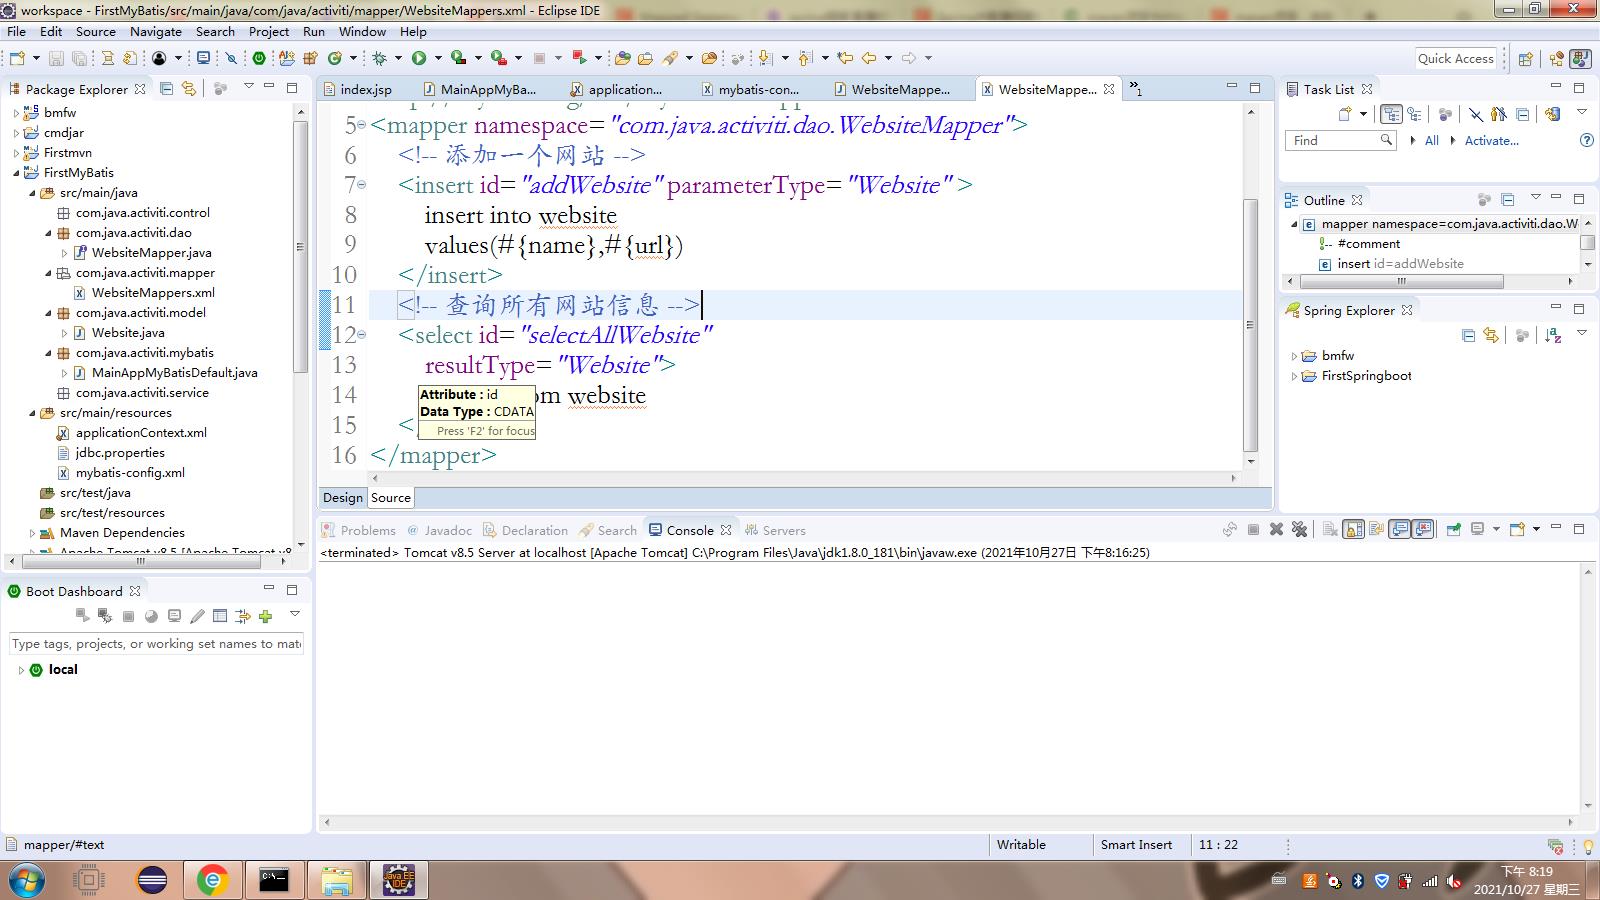 workspace - FirstMyBatis/src/main/java/com/java/activiti/mapper/WebsiteMappers.xml - Eclipse IDE
File Edit Source Navigate Search Project Run Window Help
Quick Access
Package Explorer
bmfw
cmdjar
Firstmvn
FirstMyBatis
src/main/java
com.java.activiti.control
com.java.activiti.dao
WebsiteMapper.java
com.java.activiti.mapper
WebsiteMappers.xml
com.java.activiti.model
Website.java
com.java.activiti.mybatis
MainAppMyBatisDefault.java
com.java.activiti.service
src/main/resources
applicationContext.xml
jdbc.properties
mybatis-config.xml
src/test/java
src/test/resources
Maven Dependencies
Apache Tomcat v8.5 [Apache Tomcat v8
Boot Dashboard
Type tags, projects, or working set names to mat
local
index.jsp MainAppMyBa... application... mybatis-con... WebsiteMappe... WebsiteMappe... »1
5 <mapper namespace="com.java.activiti.dao.WebsiteMapper">
6 <!-- 添加一个网站 -->
7 <insert id="addWebsite" parameterType="Website" >
8 insert into website
9 values(#{name},#{url})
10 </insert>
11 <!-- 查询所有网站信息 -->
12 <select id="selectAllWebsite"
13 resultType="Website">
14 om website
15 <
16 </mapper>
Attribute : id
Data Type : CDATA
Press 'F2' for focus
Design Source
Task List
Find All Activate...
Outline
mapper namespace=com.java.activiti.dao.W
#comment
insert id=addWebsite
Spring Explorer
bmfw
FirstSpringboot
Problems Javadoc Declaration Search Console Servers
<terminated> Tomcat v8.5 Server at localhost [Apache Tomcat] C:\Program Files\Java\jdk1.8.0_181\bin\javaw.exe (2021年10月27日 下午8:16:25)
mapper/#text Writable Smart Insert 11 : 22
Java EE IDE
下午 8:19
2021/10/27 星期三